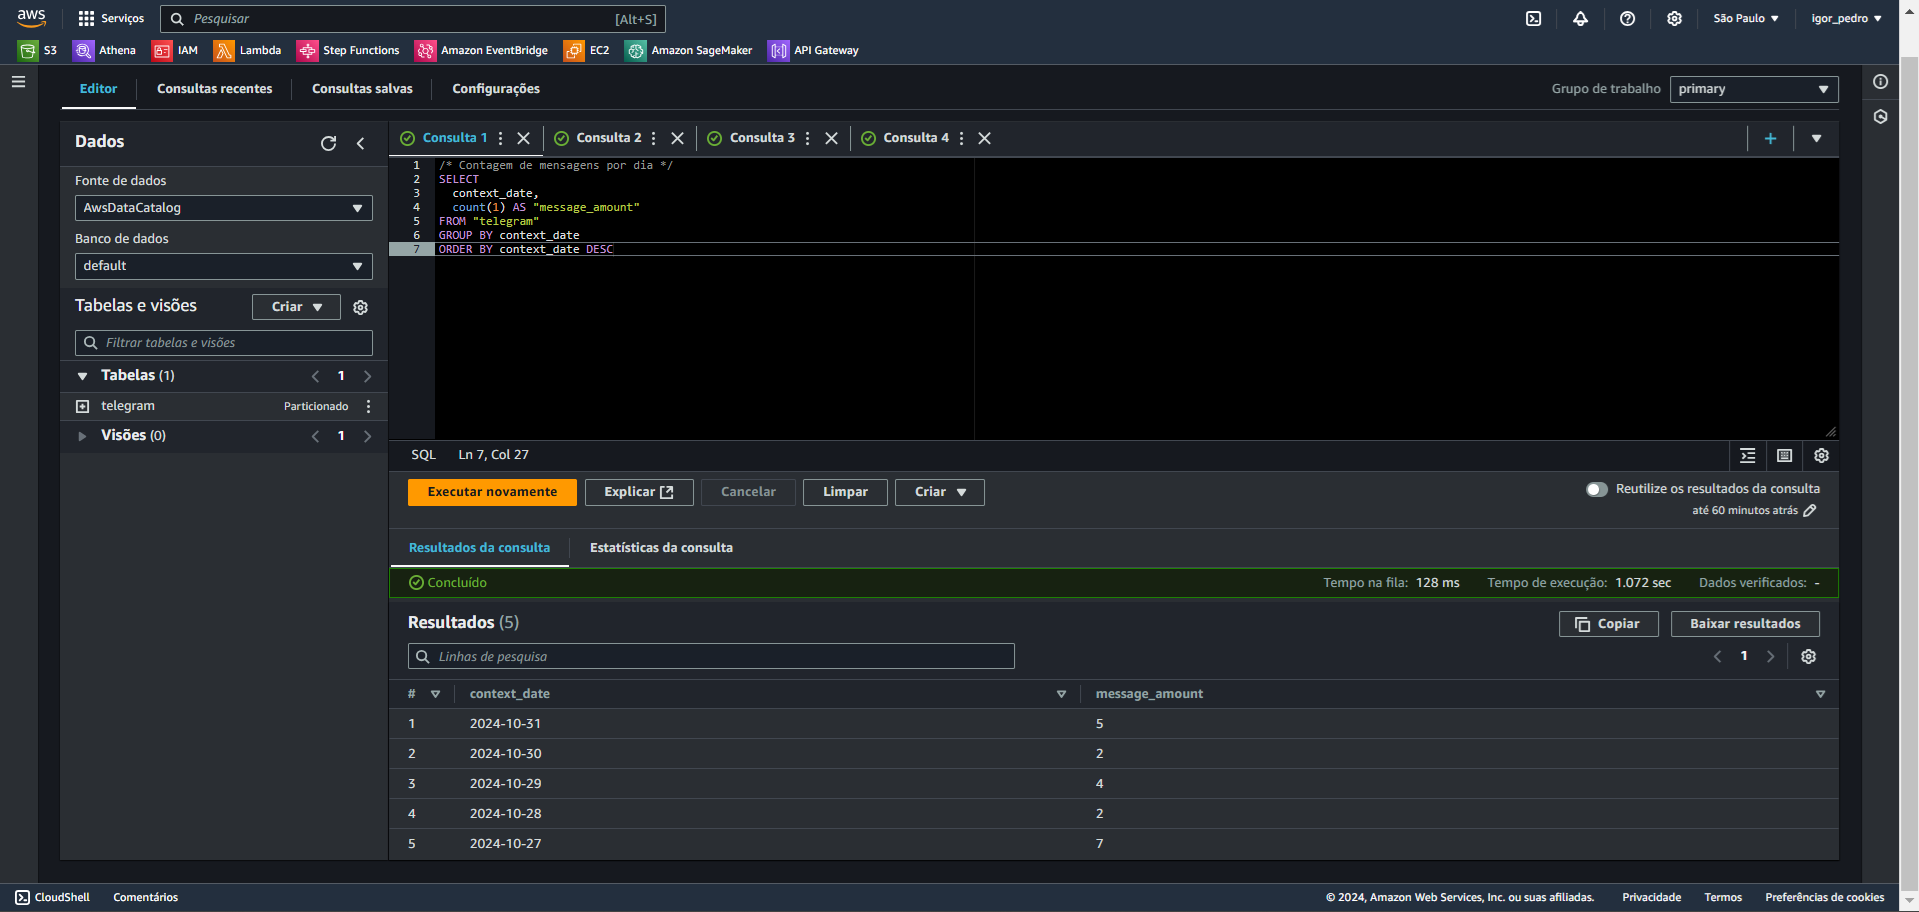 aws
Serviços
Pesquisar
[Alt+S]
São Paulo
igor_pedro
S3
Athena
IAM
Lambda
Step Functions
Amazon EventBridge
EC2
Amazon SageMaker
API Gateway
Editor
Consultas recentes
Consultas salvas
Configurações
Grupo de trabalho
primary
Dados
Fonte de dados
AwsDataCatalog
Banco de dados
default
Tabelas e visões
Criar
Filtrar tabelas e visões
Tabelas (1)
1
telegram
Particionado
Visões (0)
1
Consulta 1
Consulta 2
Consulta 3
Consulta 4
1 /* Contagem de mensagens por dia */
2 SELECT
3 context_date,
4 count(1) AS "message_amount"
5 FROM "telegram"
6 GROUP BY context_date
7 ORDER BY context_date DESC
SQL
Ln 7, Col 27
Executar novamente
Explicar
Cancelar
Limpar
Criar
Reutilize os resultados da consulta
até 60 minutos atrás
Resultados da consulta
Estatísticas da consulta
Concluído
Tempo na fila: 128 ms
Tempo de execução: 1.072 sec
Dados verificados: -
Resultados (5)
Copiar
Baixar resultados
Linhas de pesquisa
1
# context_date message_amount
1 2024-10-31 5
2 2024-10-30 2
3 2024-10-29 4
4 2024-10-28 2
5 2024-10-27 7
CloudShell
Comentários
© 2024, Amazon Web Services, Inc. ou suas afiliadas.
Privacidade
Termos
Preferências de cookies